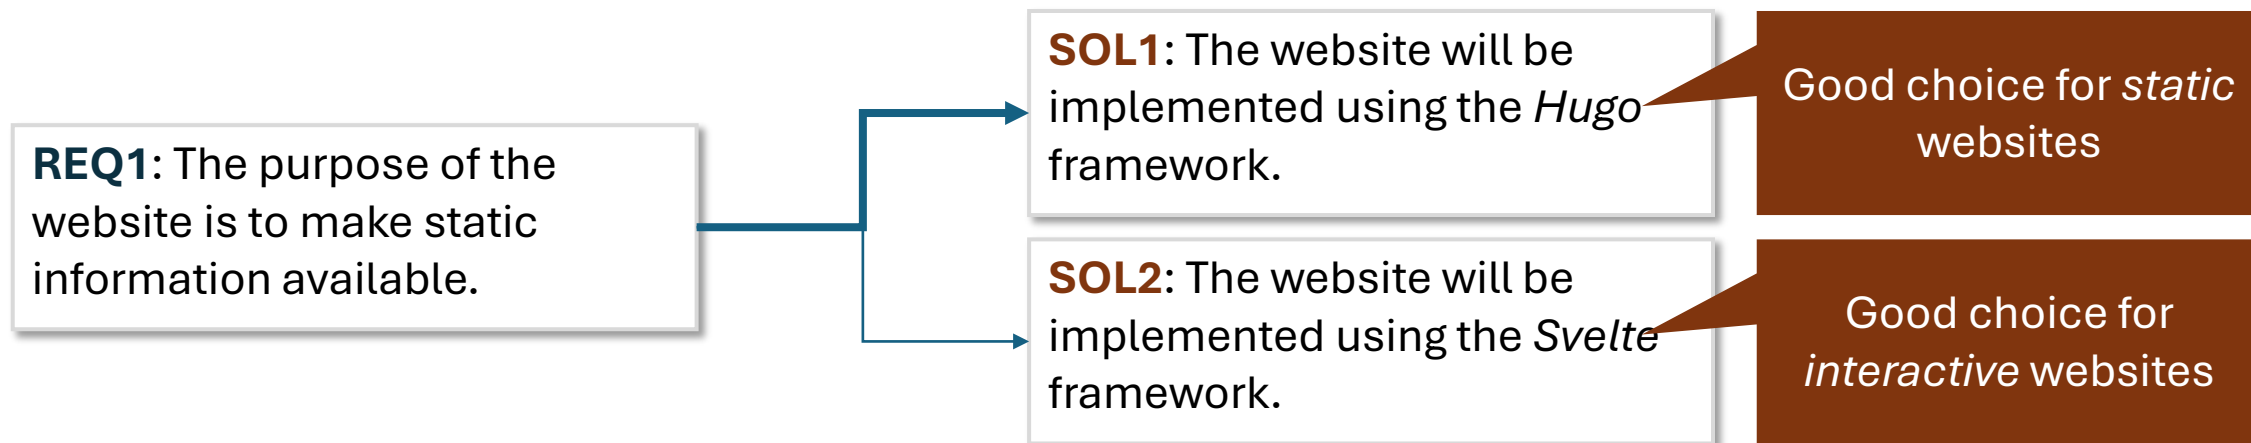 REQ1: The purpose of the
website is to make static
information available.
SOL1: The website will be
implemented using the Hugo
framework.
Good choice for static
websites
SOL2: The website will be
implemented using the Svelte
framework.
Good choice for
interactive websites